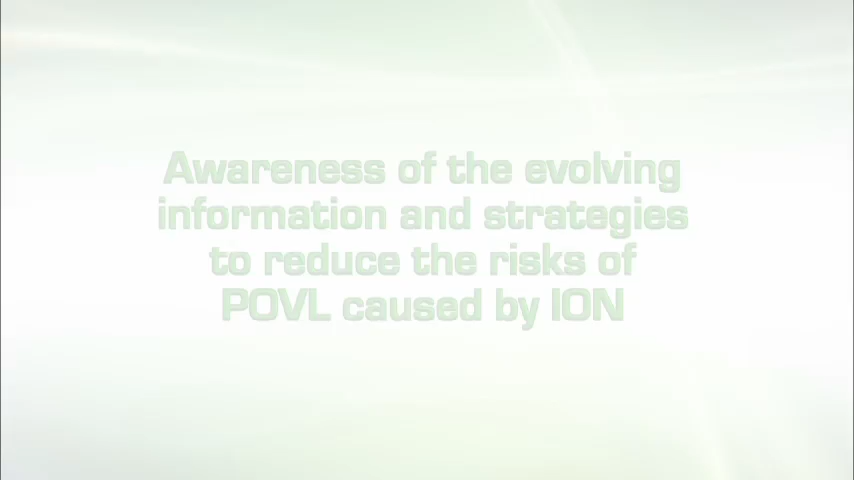 Awareness of the evolving
information and strategies
to reduce the risks of
POVL caused by ION